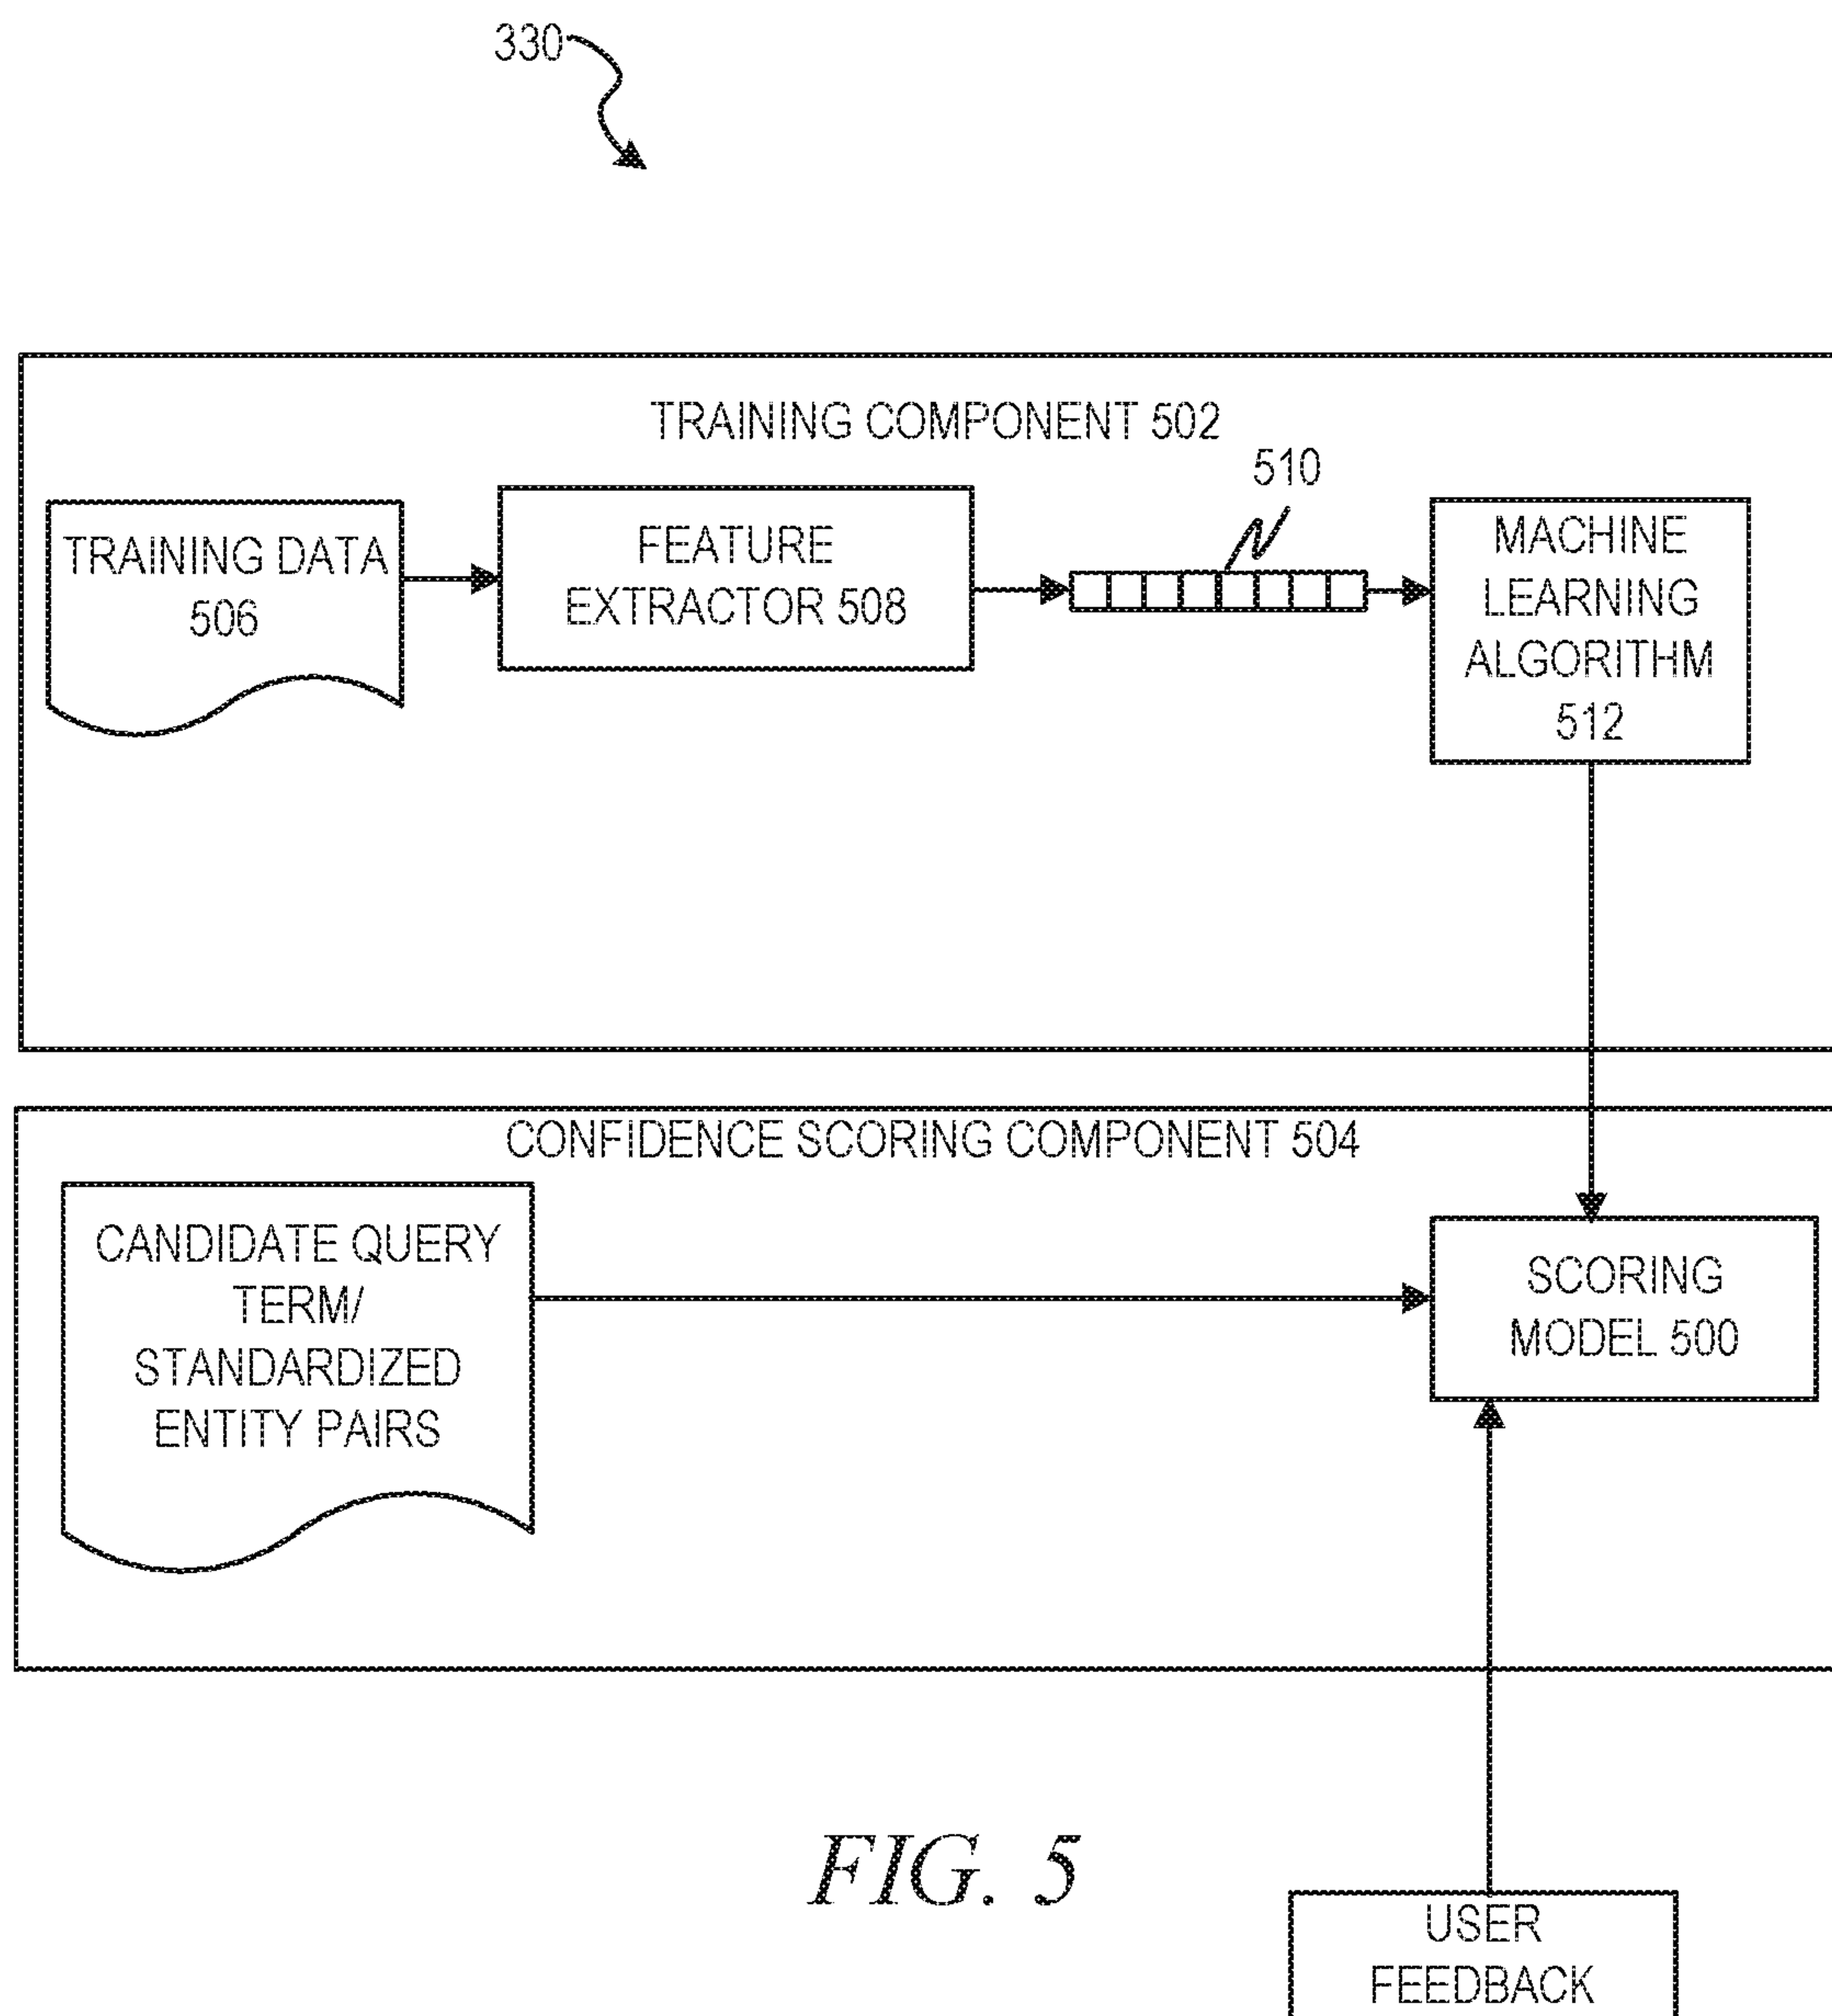 330
TRAINING COMPONENT 502
510
TRAINING DATA
506
FEATURE
EXTRACTOR 508
MACHINE
LEARNING
ALGORITHM
512
CONFIDENCE SCORING COMPONENT 504
CANDIDATE QUERY
TERM/
STANDARDIZED
ENTITY PAIRS
SCORING
MODEL 500
FIG. 5
USER
FEEDBACK